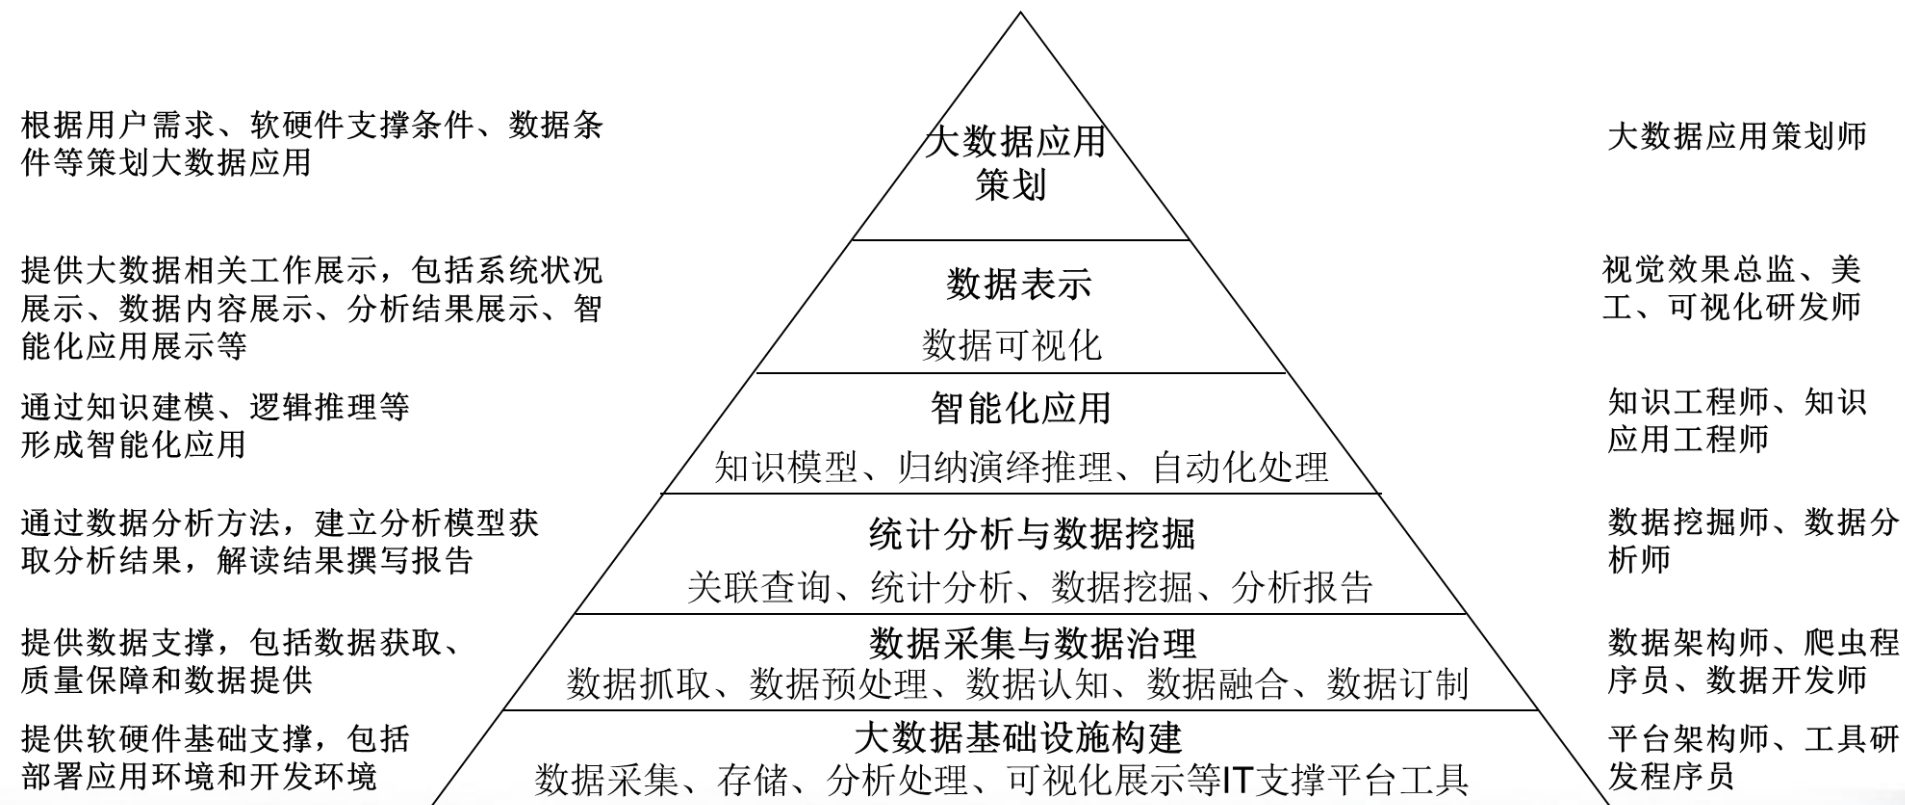 根据用户需求、软硬件支撑条件、数据条
件等策划大数据应用
大数据应用
策划
大数据应用策划师
提供大数据相关工作展示，包括系统状况
展示、数据内容展示、分析结果展示、智
能化应用展示等
数据表示
数据可视化
视觉效果总监、美
工、可视化研发师
通过知识建模、逻辑推理等
形成智能化应用
智能化应用
知识模型、归纳演绎推理、自动化处理
知识工程师、知识
应用工程师
通过数据分析方法，建立分析模型获
取分析结果，解读结果撰写报告
统计分析与数据挖掘
关联查询、统计分析、数据挖掘、分析报告
数据挖掘师、数据分
析师
提供数据支撑，包括数据获取、
质量保障和数据提供
数据采集与数据治理
数据抓取、数据预处理、数据认知、数据融合、数据订制
数据架构师、爬虫程
序员、数据开发师
提供软硬件基础支撑，包括
部署应用环境和开发环境
大数据基础设施构建
数据采集、存储、分析处理、可视化展示等IT支撑平台工具
平台架构师、工具研
发程序员